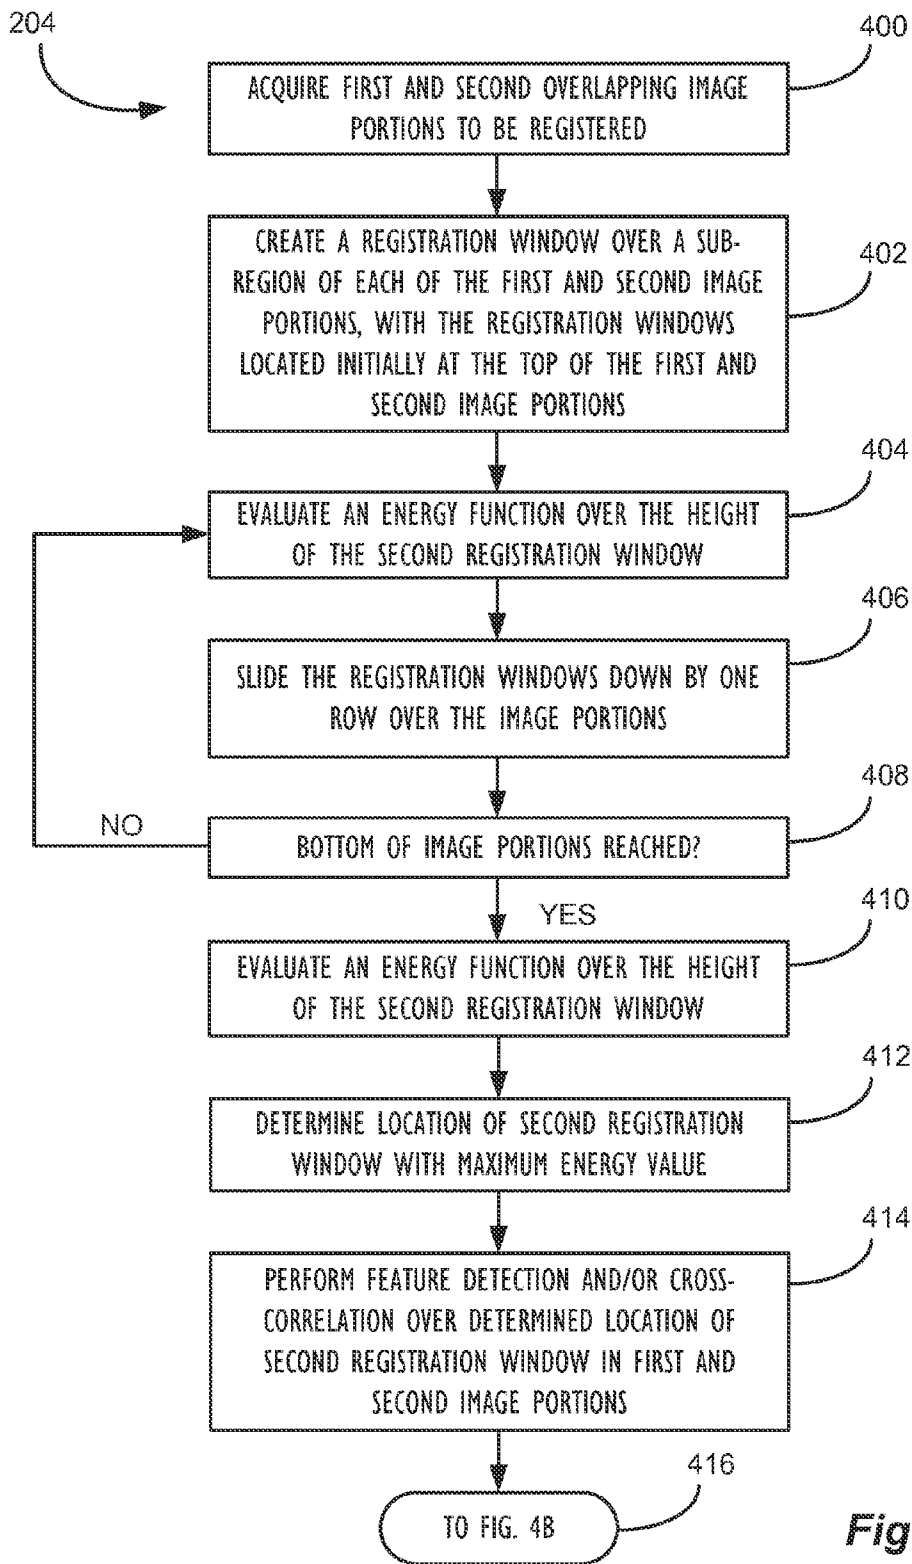 204
400
ACQUIRE FIRST AND SECOND OVERLAPPING IMAGE
PORTIONS TO BE REGISTERED
402
CREATE A REGISTRATION WINDOW OVER A SUB-
REGION OF EACH OF THE FIRST AND SECOND IMAGE
PORTIONS, WITH THE REGISTRATION WINDOWS
LOCATED INITIALLY AT THE TOP OF THE FIRST AND
SECOND IMAGE PORTIONS
404
EVALUATE AN ENERGY FUNCTION OVER THE HEIGHT
OF THE SECOND REGISTRATION WINDOW
406
SLIDE THE REGISTRATION WINDOWS DOWN BY ONE
ROW OVER THE IMAGE PORTIONS
408
NO
BOTTOM OF IMAGE PORTIONS REACHED?
YES
410
EVALUATE AN ENERGY FUNCTION OVER THE HEIGHT
OF THE SECOND REGISTRATION WINDOW
412
DETERMINE LOCATION OF SECOND REGISTRATION
WINDOW WITH MAXIMUM ENERGY VALUE
414
PERFORM FEATURE DETECTION AND/OR CROSS-
CORRELATION OVER DETERMINED LOCATION OF
SECOND REGISTRATION WINDOW IN FIRST AND
SECOND IMAGE PORTIONS
416
TO FIG. 4B
Fig